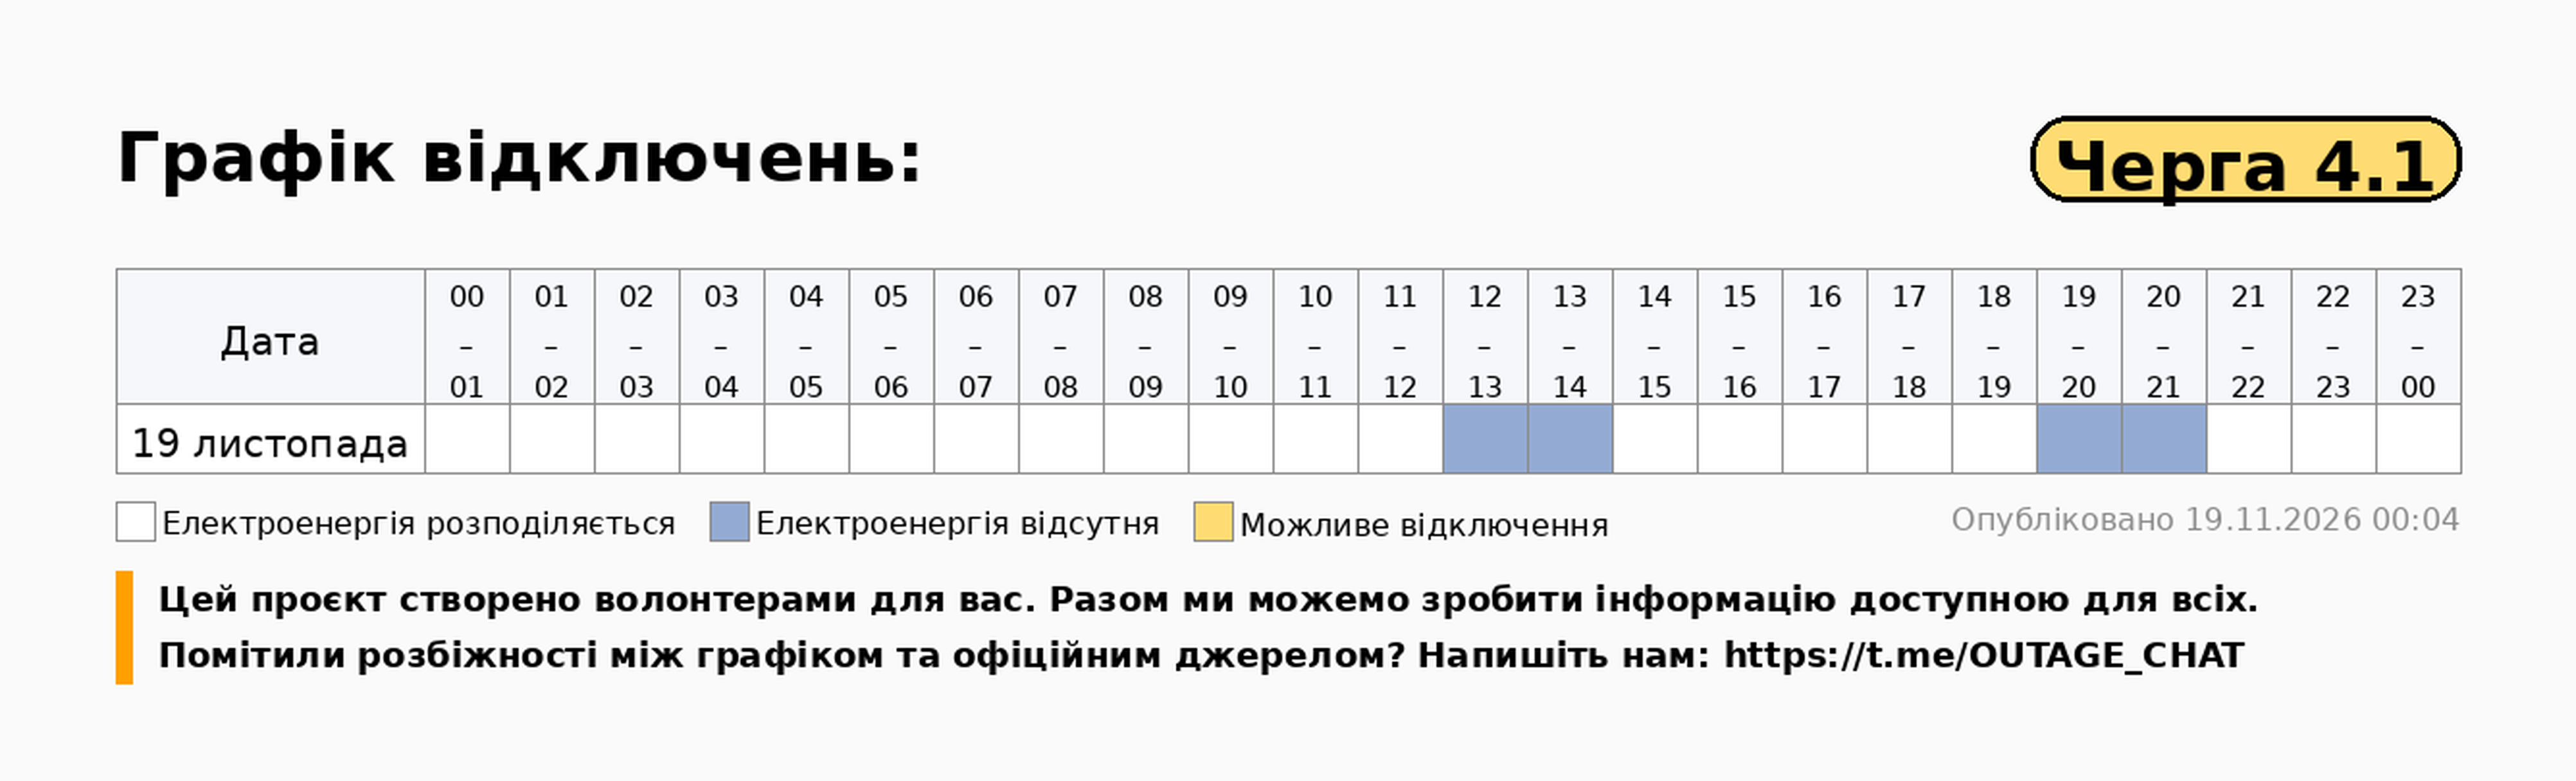 Графік відключень:
Черга 4.1
Дата 00 – 01 01 – 02 02 – 03 03 – 04 04 – 05 05 – 06 06 – 07 07 – 08 08 – 09 09 – 10 10 – 11 11 – 12 12 – 13 13 – 14 14 – 15 15 – 16 16 – 17 17 – 18 18 – 19 19 – 20 20 – 21 21 – 22 22 – 23 23 – 00
19 листопада
Електроенергія розподіляється Електроенергія відсутня Можливе відключення
Опубліковано 19.11.2026 00:04
Цей проєкт створено волонтерами для вас. Разом ми можемо зробити інформацію доступною для всіх.
Помітили розбіжності між графіком та офіційним джерелом? Напишіть нам: https://t.me/OUTAGE_CHAT